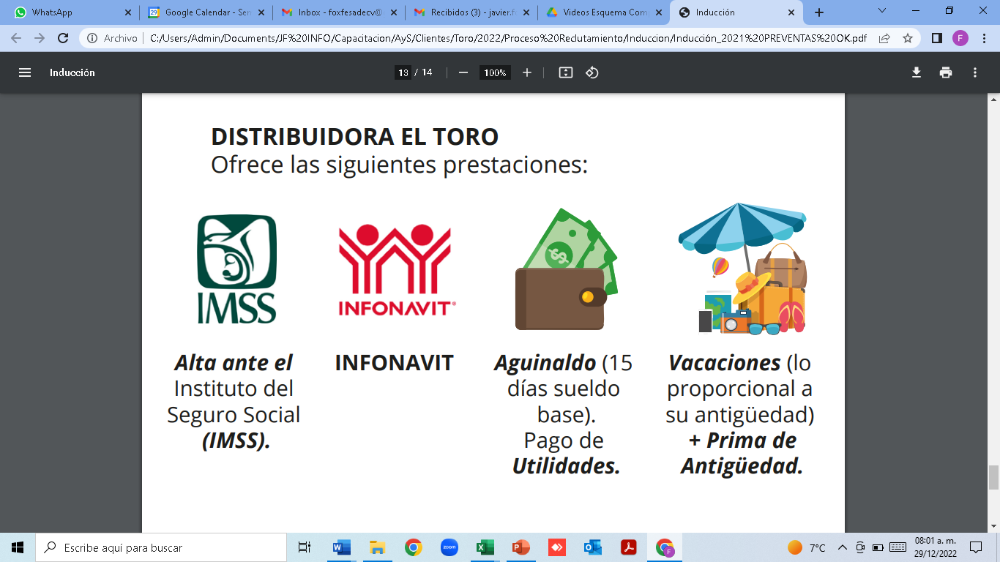 WhatsApp
Google Calendar - Sen
Inbox - foxfesadecv@
Recibidos (3) - javier.f
Videos Esquema Com
Inducción
Archivo
C:/Users/Admin/Documents/JF%20INFO/Capacitacion/AyS/Clientes/Toro/2022/Proceso%20Reclutamiento/Induccion/Inducción_2021%20PREVENTAS%20OK.pdf
F
Inducción
13 / 14
100%
DISTRIBUIDORA EL TORO
Ofrece las siguientes prestaciones:
IMSS
INFONAVIT
Alta ante el
Instituto del
Seguro Social
(IMSS).
INFONAVIT
Aguinaldo (15
días sueldo
base).
Pago de
Utilidades.
Vacaciones (lo
proporcional a
su antigüedad)
+ Prima de
Antigüedad.
Escribe aquí para buscar
zoom
F
7°C
08:01 a. m.
29/12/2022